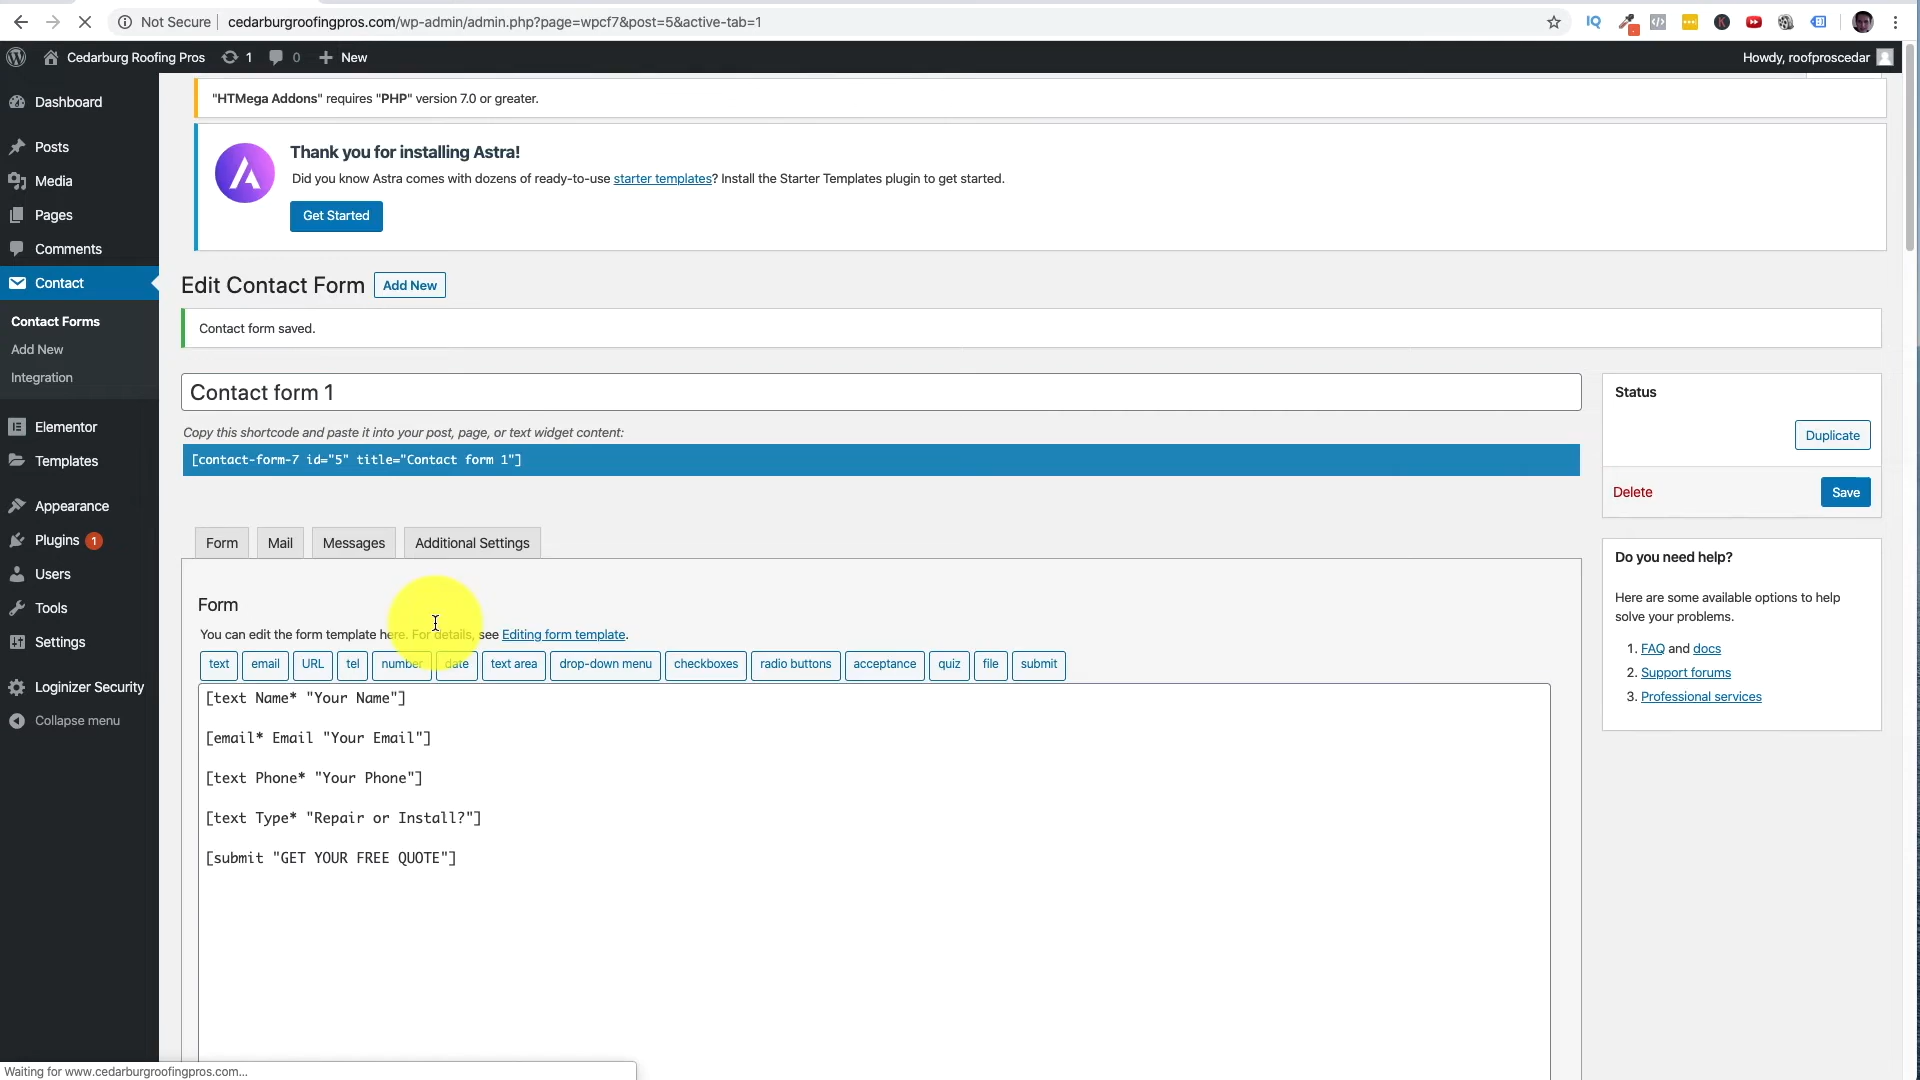 Not Secure
cedarburgroofingpros.com/wp-admin/admin.php?page=wpcf7&post=5&active-tab=1
IQ
K
Cedarburg Roofing Pros
1
0
New
Howdy, roofproscedar
Dashboard
Posts
Media
Pages
Comments
Contact
Contact Forms
Add New
Integration
Elementor
Templates
Appearance
Plugins 1
Users
Tools
Settings
Loginizer Security
Collapse menu
"HTMega Addons" requires "PHP" version 7.0 or greater.
Thank you for installing Astra!
Did you know Astra comes with dozens of ready-to-use starter templates? Install the Starter Templates plugin to get started.
Get Started
Edit Contact Form
Add New
Contact form saved.
Contact form 1
Copy this shortcode and paste it into your post, page, or text widget content:
[contact-form-7 id="5" title="Contact form 1"]
Form
Mail
Messages
Additional Settings
Form
You can edit the form template here. For details, see Editing form template.
text
email
URL
tel
number
date
text area
drop-down menu
checkboxes
radio buttons
acceptance
quiz
file
submit
[text Name* "Your Name"]
[email* Email "Your Email"]
[text Phone* "Your Phone"]
[text Type* "Repair or Install?"]
[submit "GET YOUR FREE QUOTE"]
Status
Duplicate
Delete
Save
Do you need help?
Here are some available options to help
solve your problems.
1. FAQ and docs
2. Support forums
3. Professional services
Waiting for www.cedarburgroofingpros.com...